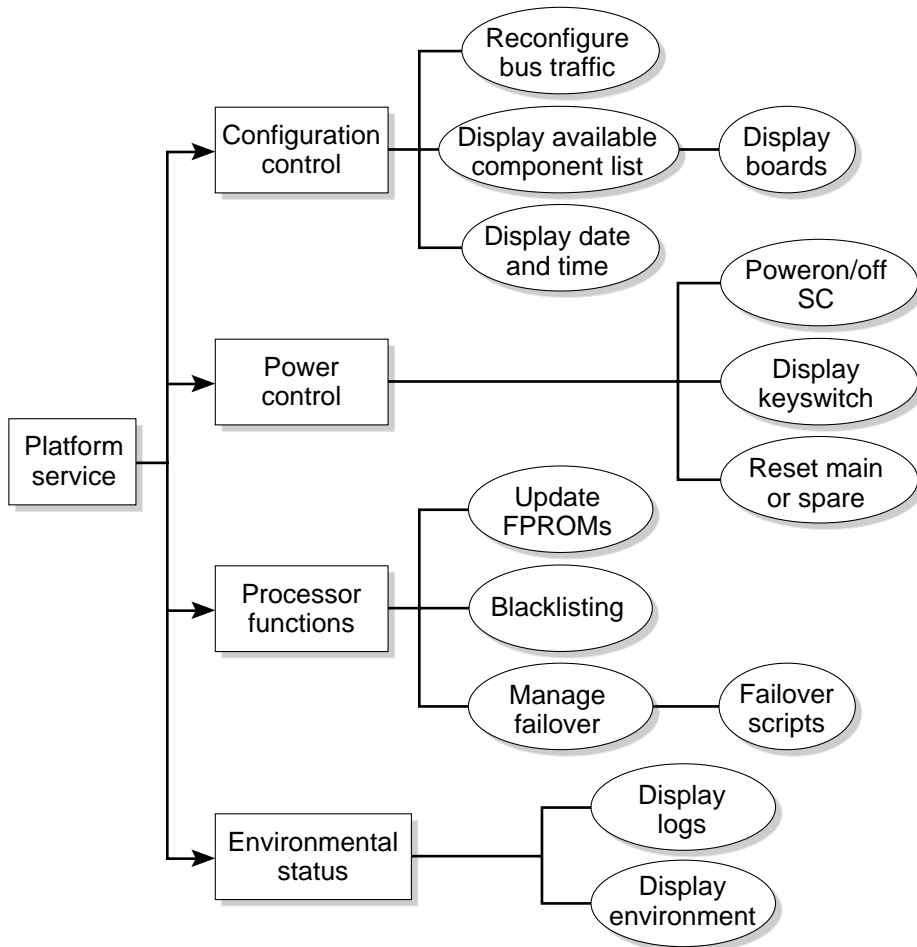 Platform
service
Configuration
control
Reconfigure
bus traffic
Display available
component list
Display
boards
Display date
and time
Power
control
Poweron/off
SC
Display
keyswitch
Reset main
or spare
Processor
functions
Update
FPROMs
Blacklisting
Manage
failover
Failover
scripts
Environmental
status
Display
logs
Display
environment